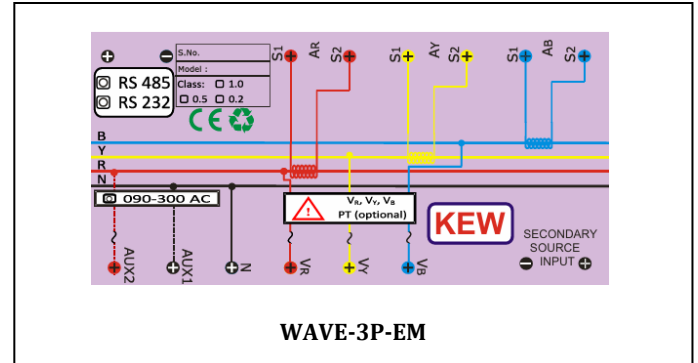 S.No.
Model :
Class: 1.0
0.5 0.2
RS 485
RS 232
S1 AR S2
S1 AY S2
S1 AB S2
B
Y
R
N
090-300 AC
VR, VY, VB
PT (optional)
KEW
SECONDARY
SOURCE
INPUT
AUX2
AUX1
N
VR
VY
VB
WAVE-3P-EM